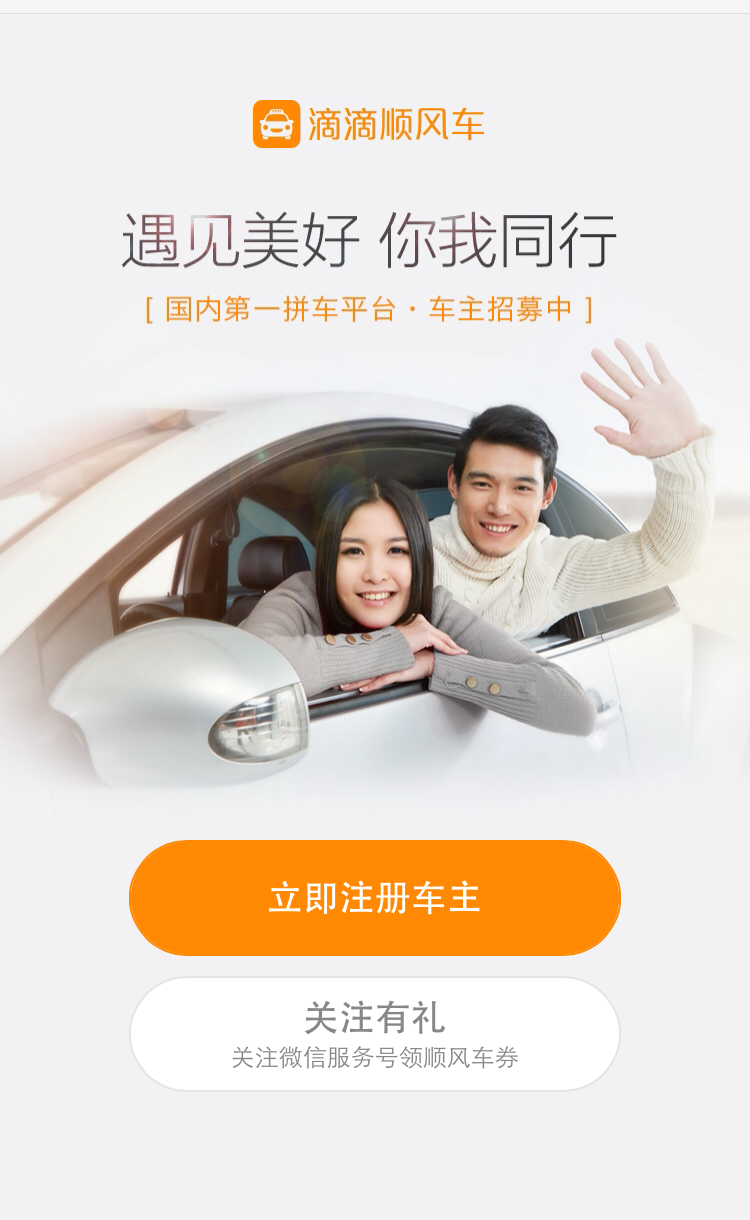 滴滴顺风车
遇见美好 你我同行
[ 国内第一拼车平台·车主招募中 ]
立即注册车主
关注有礼
关注微信服务号领顺风车券